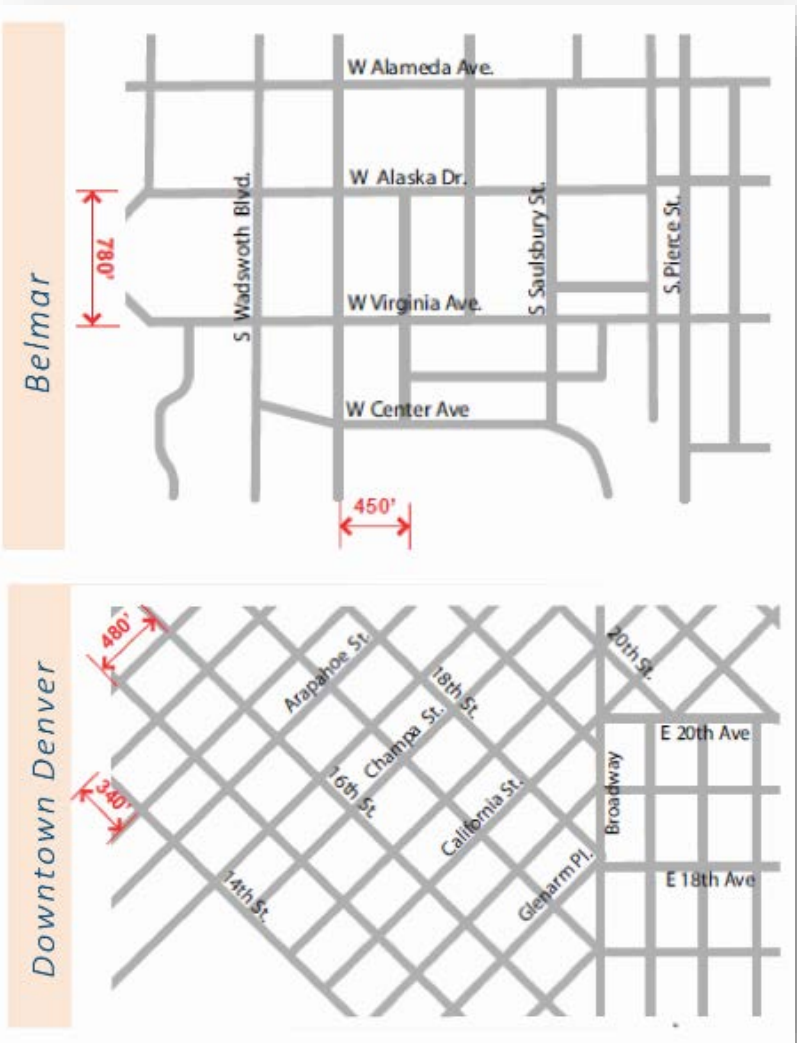 Belmar
W Alameda Ave.
W Alaska Dr.
S Wadswoth Blvd.
S Saulsbury St.
S. Pierce St.
780'
W Virginia Ave.
W Center Ave
450'
Downtown Denver
480'
Arapahoe St.
20th St.
18th St.
Champa St.
E 20th Ave
16th St.
Broadway
340'
California St.
Glenarm Pl.
E 18th Ave
14th St.